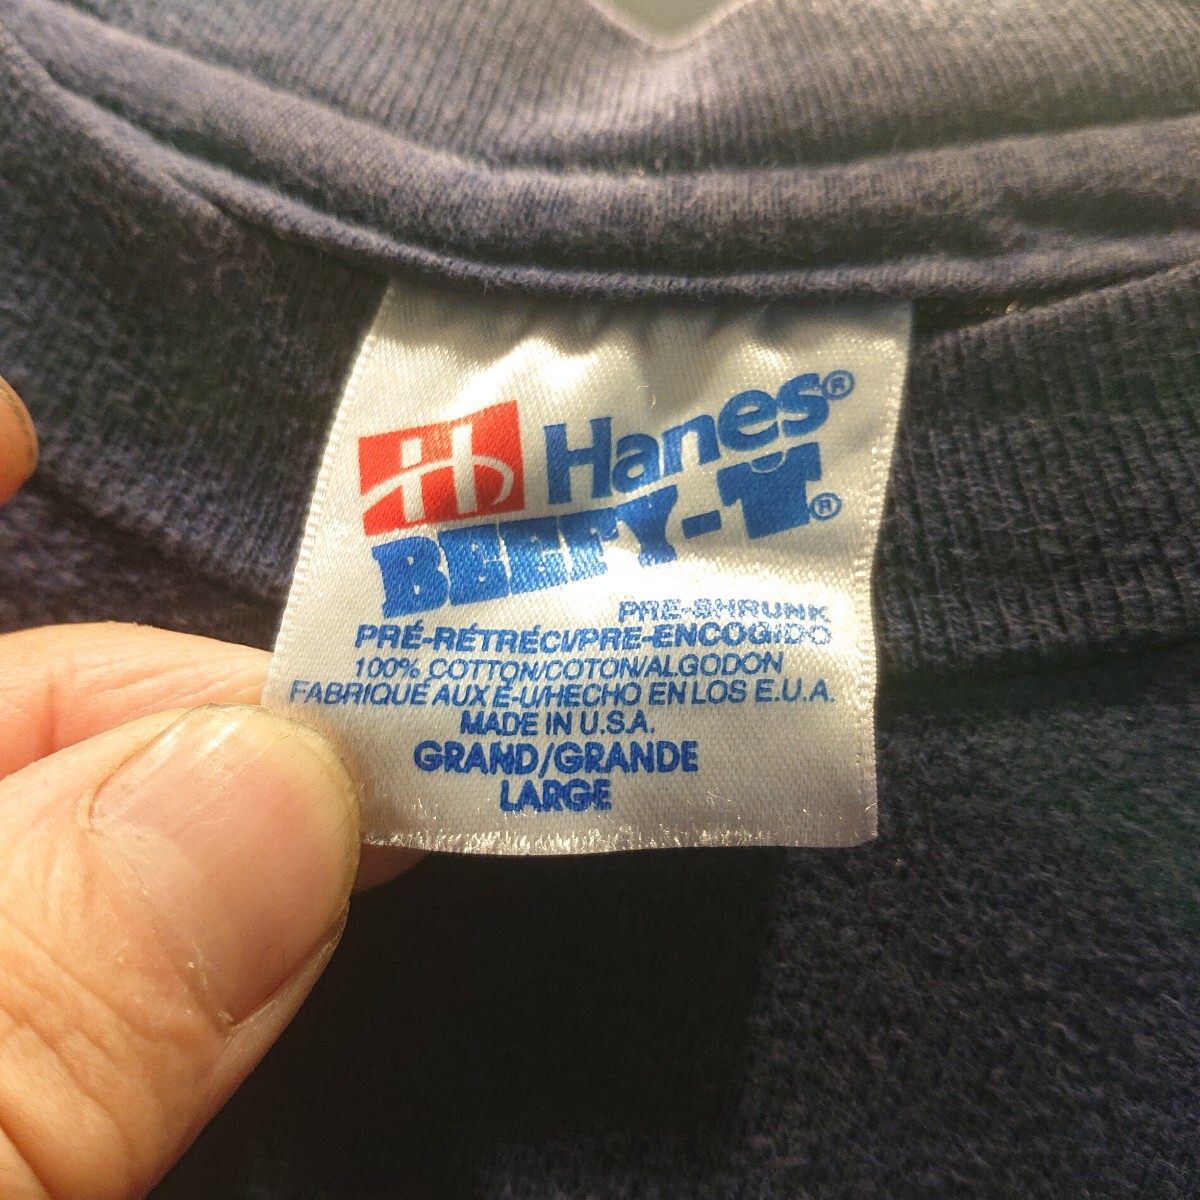 Hanes®
BEEFY-T®
PRE-SHRUNK
PRÉ-RÉTRÉCI/PRE-ENCOGIDO
100% COTTON/COTON/ALGODON
FABRIQUÉ AUX É-U/HECHO EN LOS E.U.A.
MADE IN U.S.A.
GRAND/GRANDE
LARGE